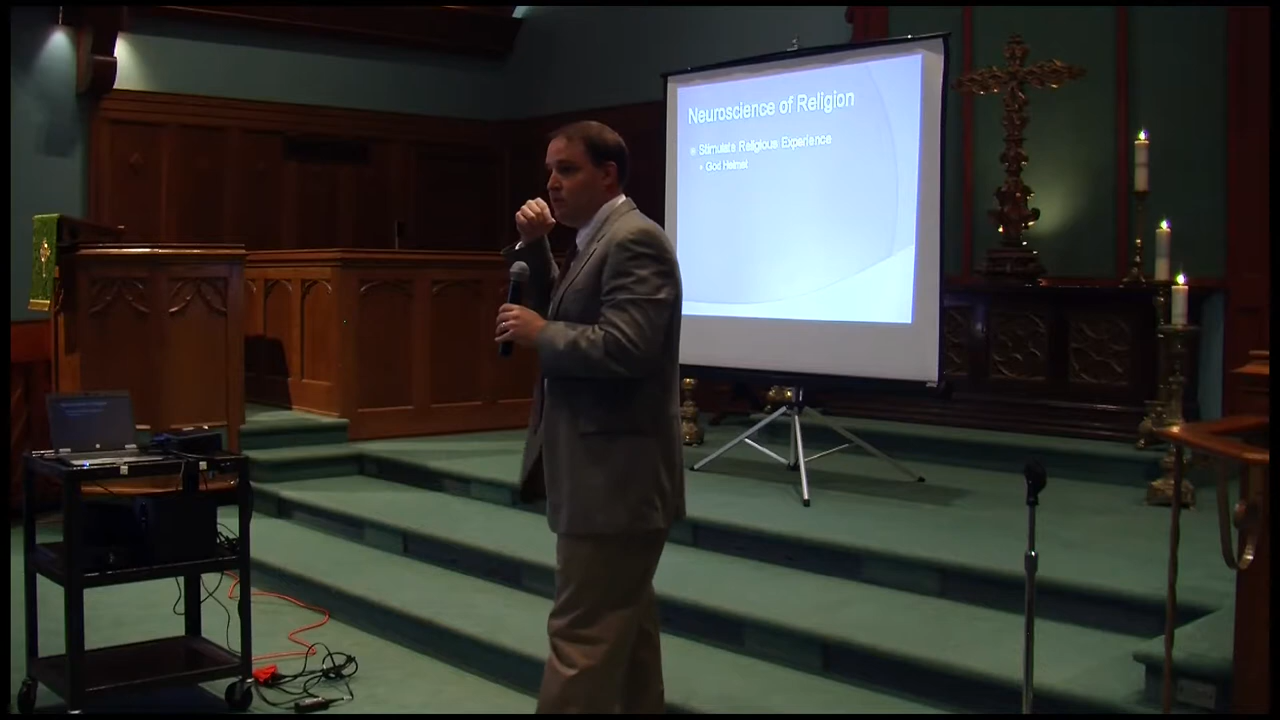 Neuroscience of Religion
Stimulate Religious Experience
God Helmet